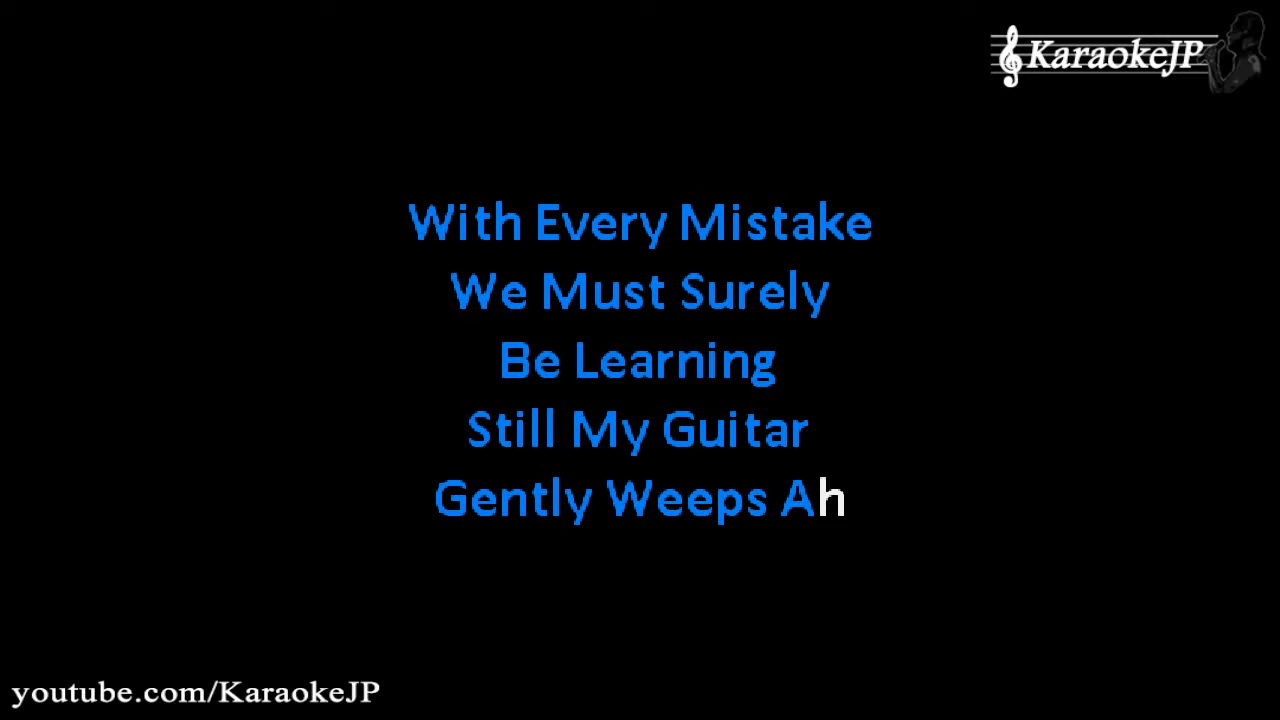 KaraokeJP
With Every Mistake
We Must Surely
Be Learning
Still My Guitar
Gently Weeps Ah
youtube.com/KaraokeJP